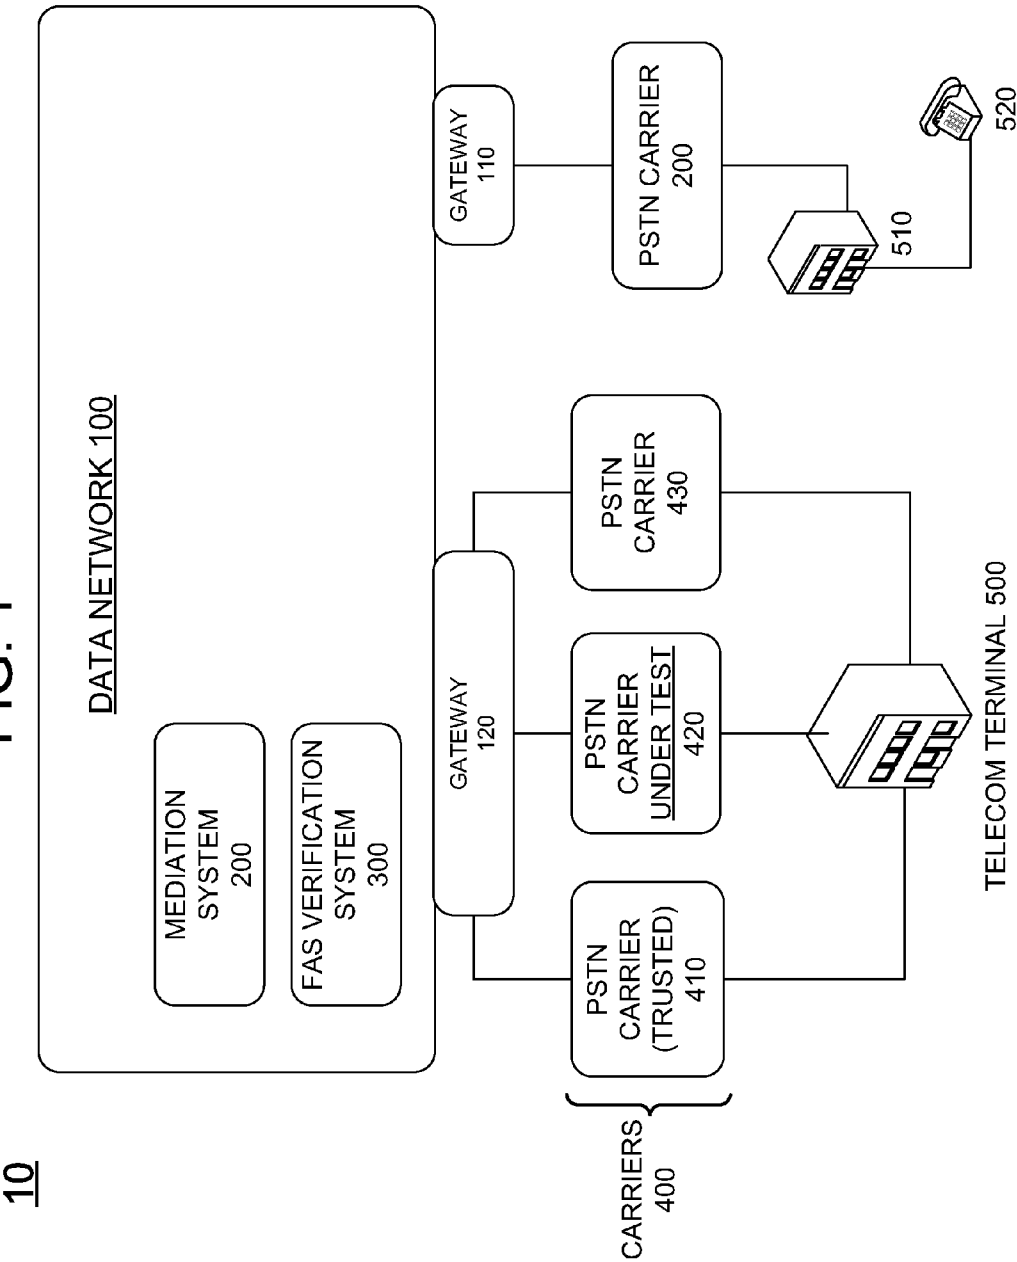 10
FIG. 1
DATA NETWORK 100
MEDIATION
SYSTEM
200
FAS VERIFICATION
SYSTEM
300
GATEWAY
120
GATEWAY
110
CARRIERS
400
PSTN
CARRIER
(TRUSTED)
410
PSTN
CARRIER
UNDER TEST
420
PSTN
CARRIER
430
PSTN CARRIER
200
510
TELECOM TERMINAL 500
520